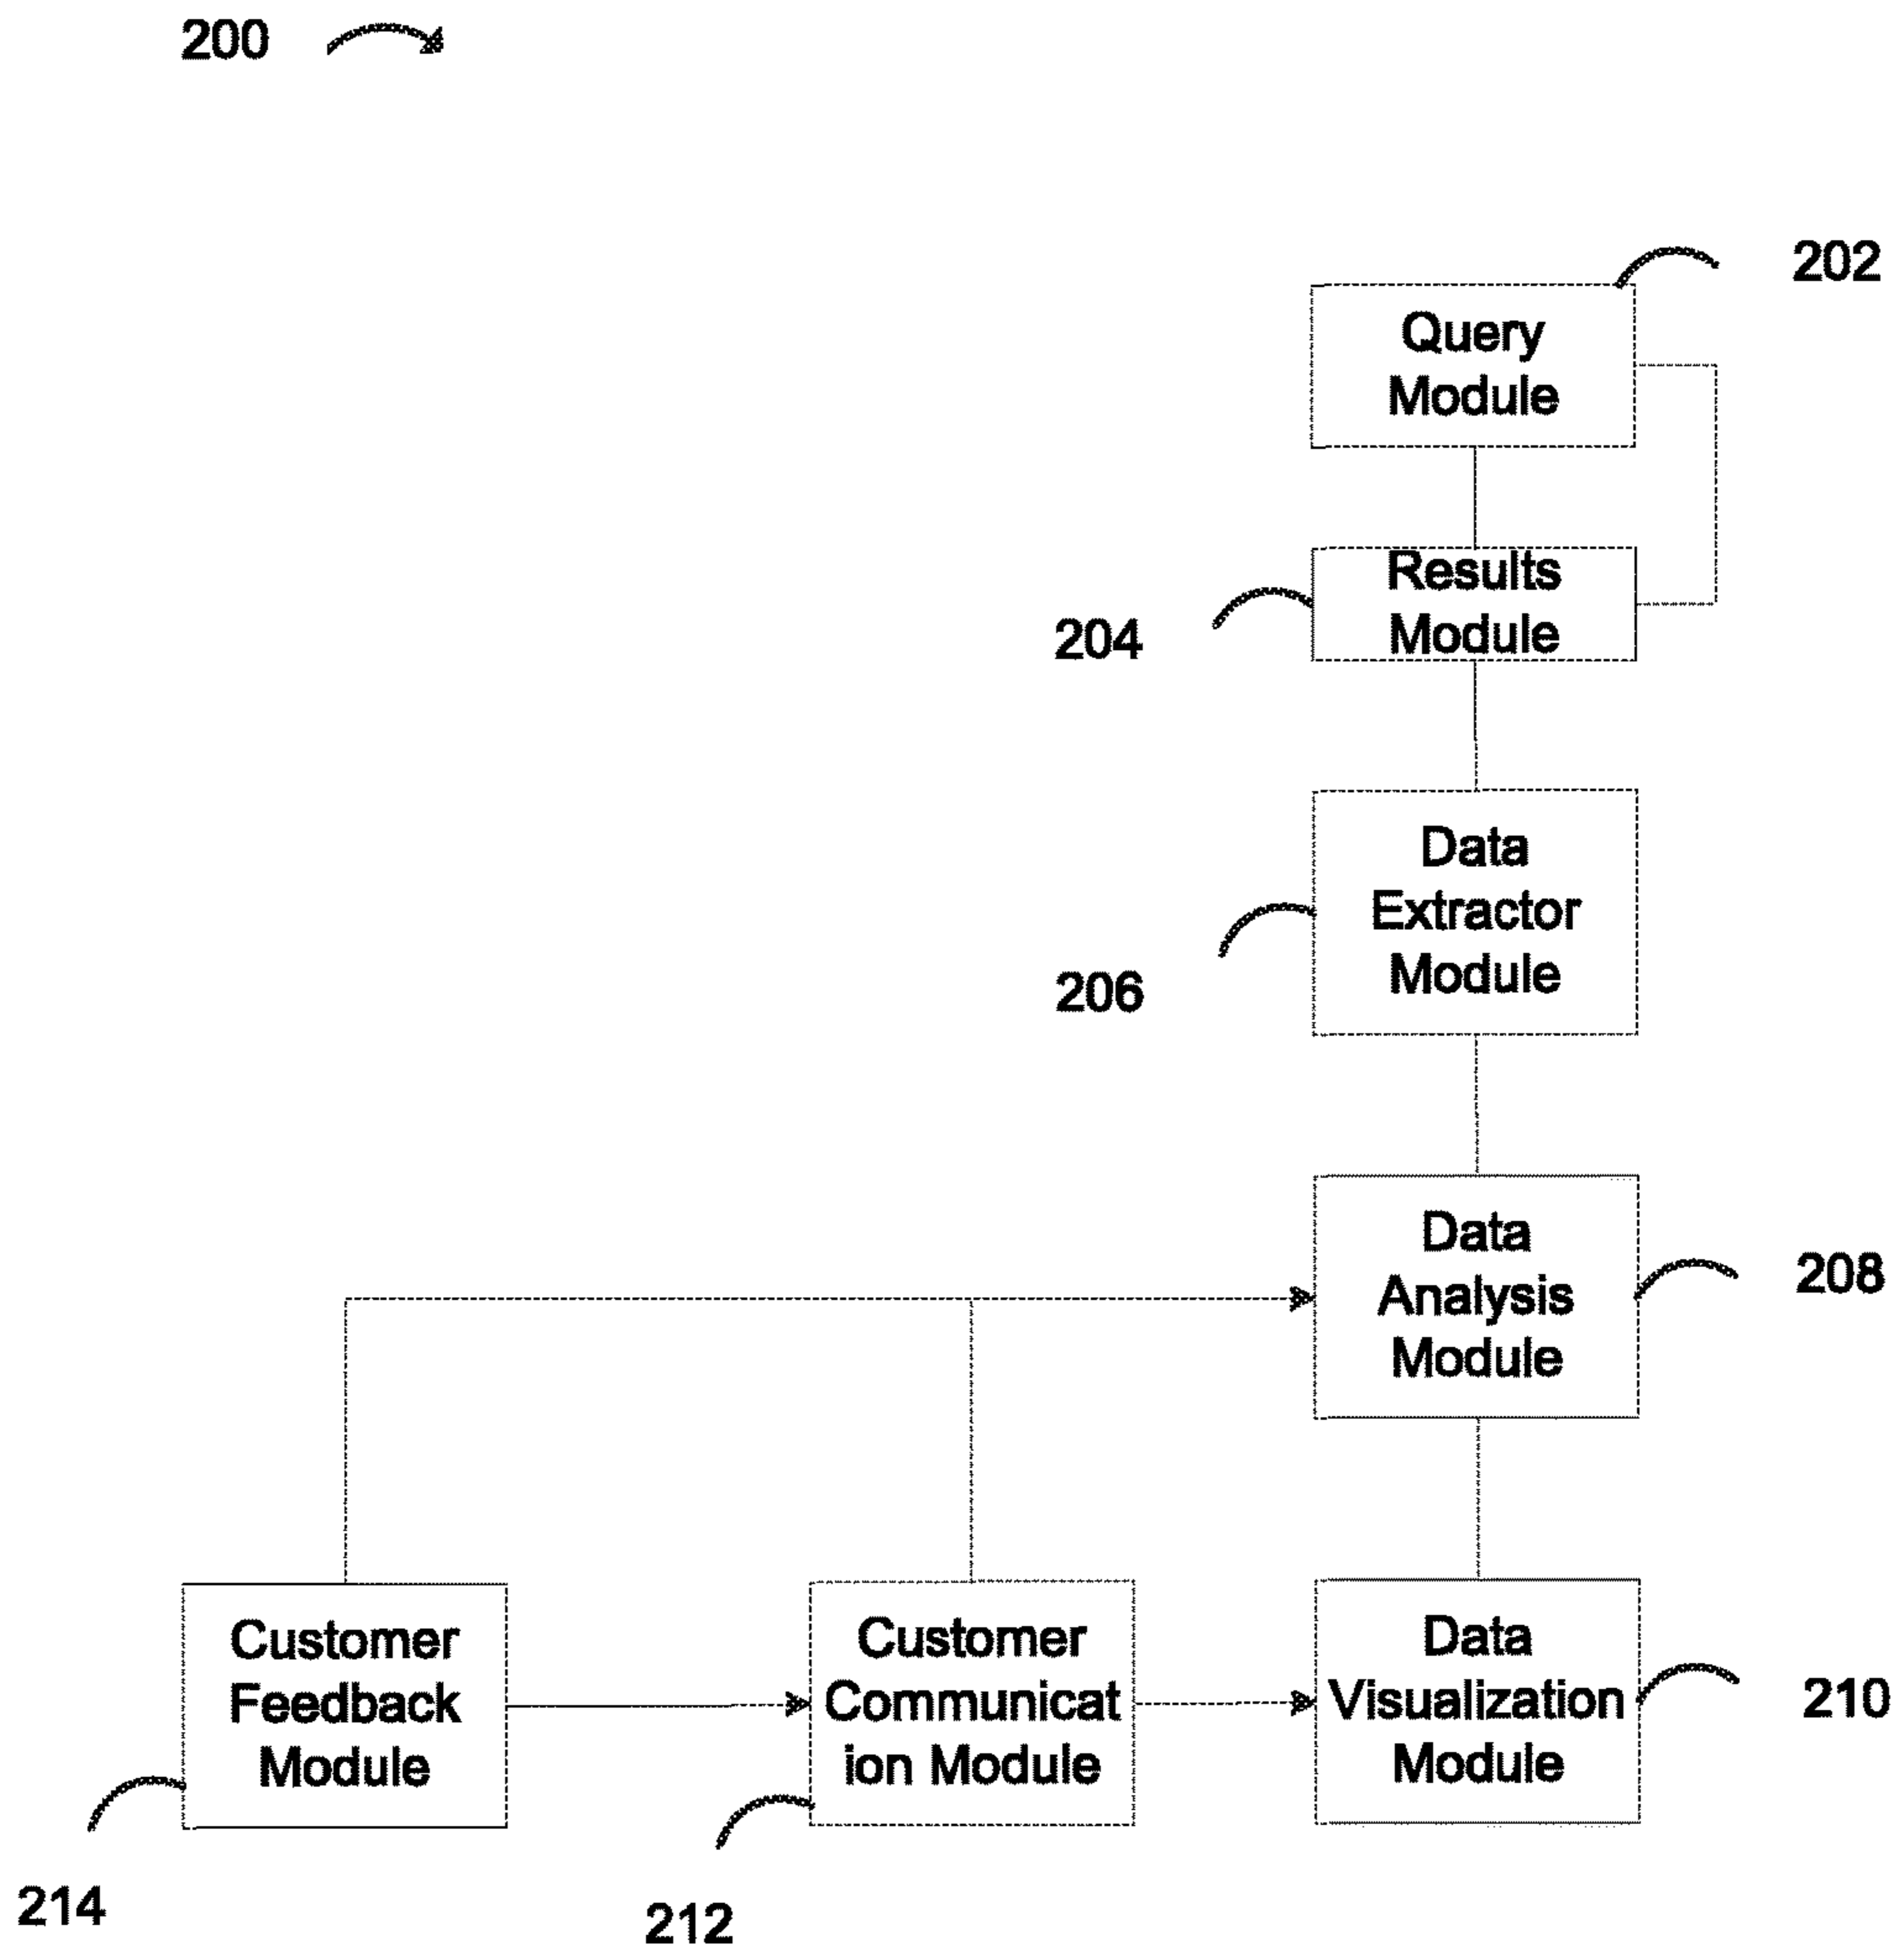 200
202
Query
Module
Results
Module
204
Data
Extractor
Module
206
Data
Analysis
Module
208
Customer
Feedback
Module
Customer
Communicat
ion Module
Data
Visualization
Module
210
214
212